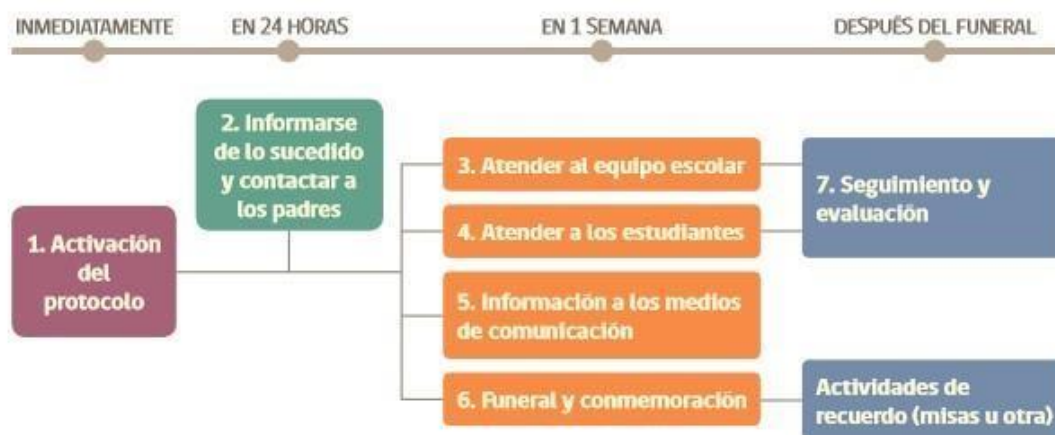 INMEDIATAMENTE
EN 24 HORAS
EN 1 SEMANA
DESPUÉS DEL FUNERAL
1. Activación
del
protocolo
2. Informarse
de lo sucedido
y contactar a
los padres
3. Atender al equipo escolar
4. Atender a los estudiantes
5. Información a los medios
de comunicación
6. Funeral y conmemoración
7. Seguimiento y
evaluación
Actividades de
recuerdo (misas u otra)